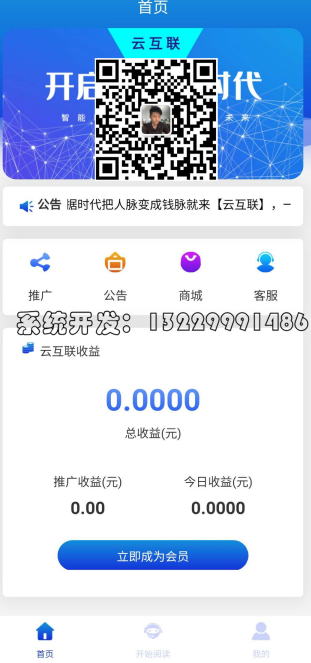 首页
云互联
开启
时代
智能
未来
公告 据时代把人脉变成钱脉就来【云互联】，一
推广 公告 商城 客服
系统开发：13229991486
云互联收益
0.0000
总收益(元)
推广收益(元) 今日收益(元)
0.00 0.0000
立即成为会员
首页 开始阅读 我的